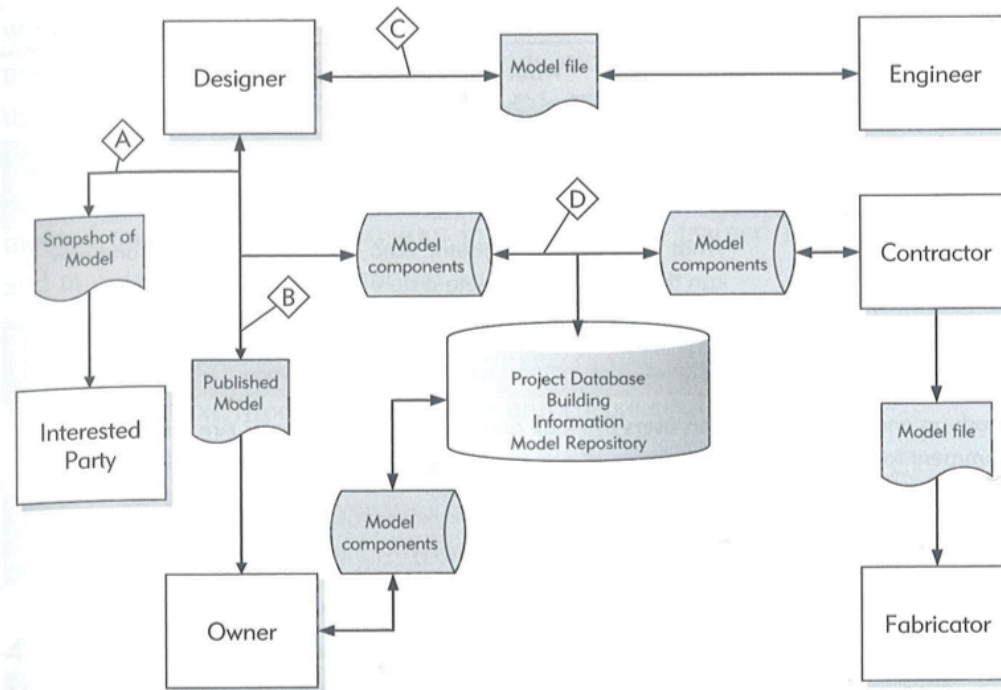 C
Designer
Model file
Engineer
A
D
Snapshot of
Model
Model
components
Model
components
Contractor
B
Published
Model
Project Database
Building
Information
Model Repository
Interested
Party
Model file
Model
components
Owner
Fabricator